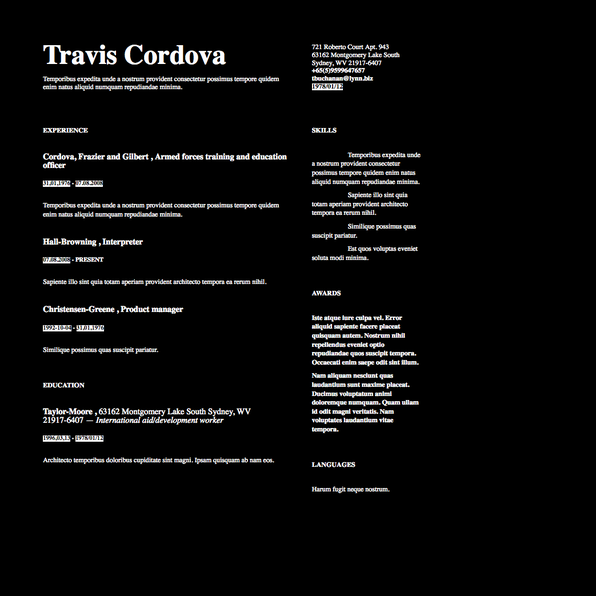 Travis Cordova
Temporibus expedita unde a nostrum provident consectetur possimus tempore quidem
enim natus aliquid numquam repudiandae minima.
721 Roberto Court Apt. 943
63162 Montgomery Lake South
Sydney, WV 21917-6407
+65(5)9599647657
tbuchanan@lynn.biz
1978/01/12
EXPERIENCE
Cordova, Frazier and Gilbert , Armed forces training and education
officer
31.01.1976 - 07.08.2008
Temporibus expedita unde a nostrum provident consectetur possimus tempore quidem
enim natus aliquid numquam repudiandae minima.
Hall-Browning , Interpreter
07.08.2008 - PRESENT
Sapiente illo sint quia totam aperiam provident architecto tempora ea rerum nihil.
Christensen-Greene , Product manager
1992-10-04 - 31.01.1976
Similique possimus quas suscipit pariatur.
EDUCATION
Taylor-Moore , 63162 Montgomery Lake South Sydney, WV
21917-6407 — International aid/development worker
1996.03.15 - 1978/01/12
Architecto temporibus doloribus cupiditate sint magni. Ipsam quisquam ab nam eos.
SKILLS
Temporibus expedita unde
a nostrum provident consectetur
possimus tempore quidem enim natus
aliquid numquam repudiandae minima.
Sapiente illo sint quia
totam aperiam provident architecto
tempora ea rerum nihil.
Similique possimus quas
suscipit pariatur.
Est quos voluptas eveniet
soluta modi minima.
AWARDS
Iste atque iure culpa vel. Error
aliquid sapiente facere placeat
quisquam autem. Nostrum nihil
repellendus eveniet optio
repudiandae quos suscipit tempora.
Occaecati enim saepe odit sint illum.
Nam aliquam nesciunt quas
laudantium sunt maxime placeat.
Ducimus voluptatum animi
doloremque numquam. Quam ullam
id odit magni veritatis. Nam
voluptates laudantium vitae
tempora.
LANGUAGES
Harum fugit neque nostrum.